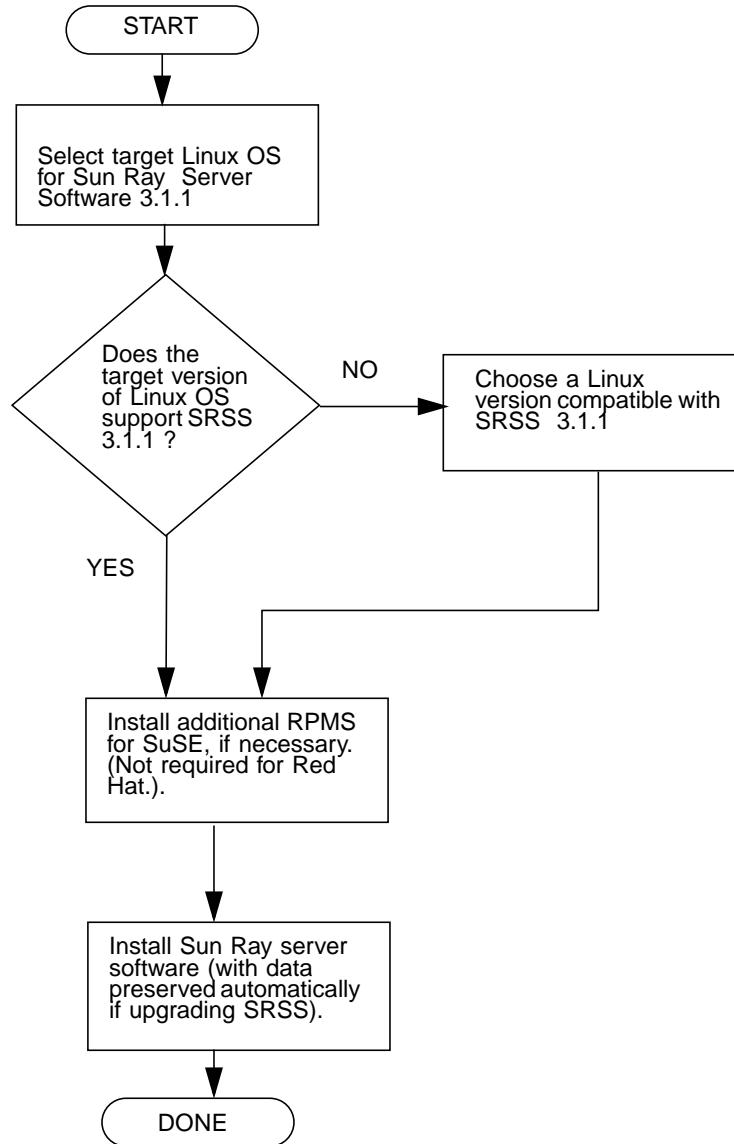 START
Select target Linux OS
for Sun Ray Server
Software 3.1.1
Does the
target version
of Linux OS
support SRSS
3.1.1 ?
NO
Choose a Linux
version compatible with
SRSS 3.1.1
YES
Install additional RPMS
for SuSE, if necessary.
(Not required for Red
Hat.).
Install Sun Ray server
software (with data
preserved automatically
if upgrading SRSS).
DONE